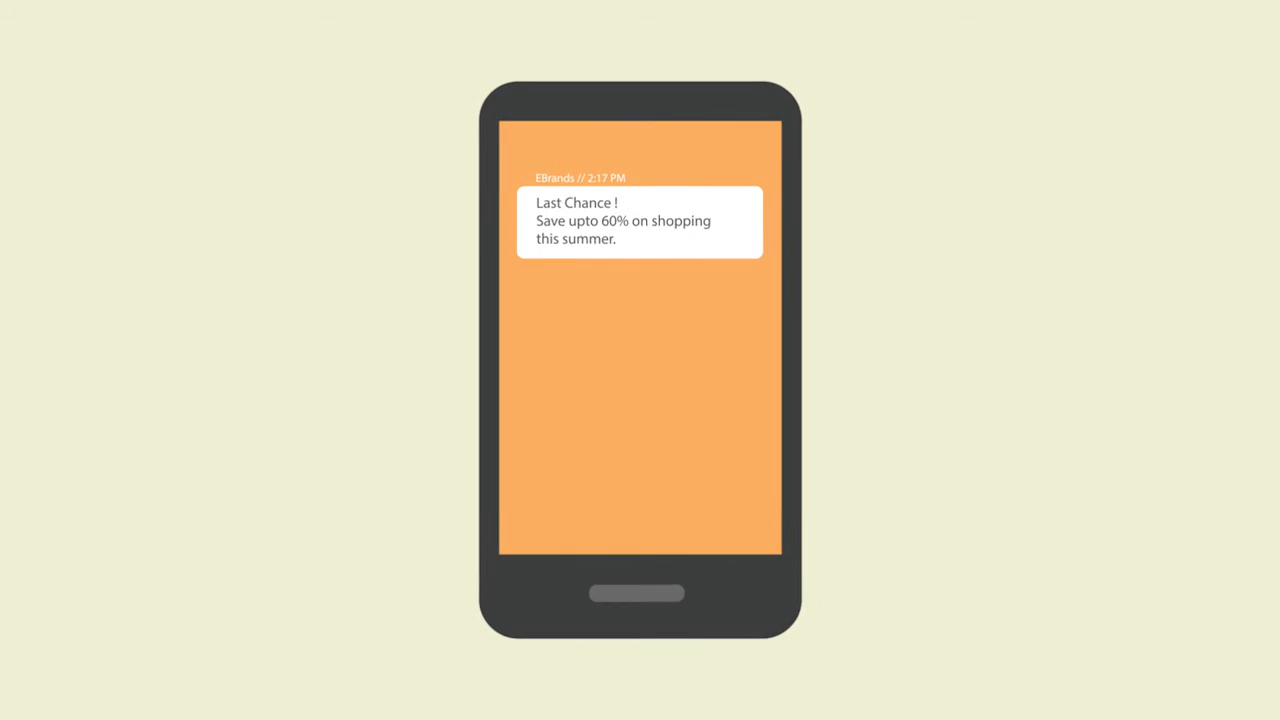 EBrands // 2:17 PM
Last Chance !
Save upto 60% on shopping
this summer.